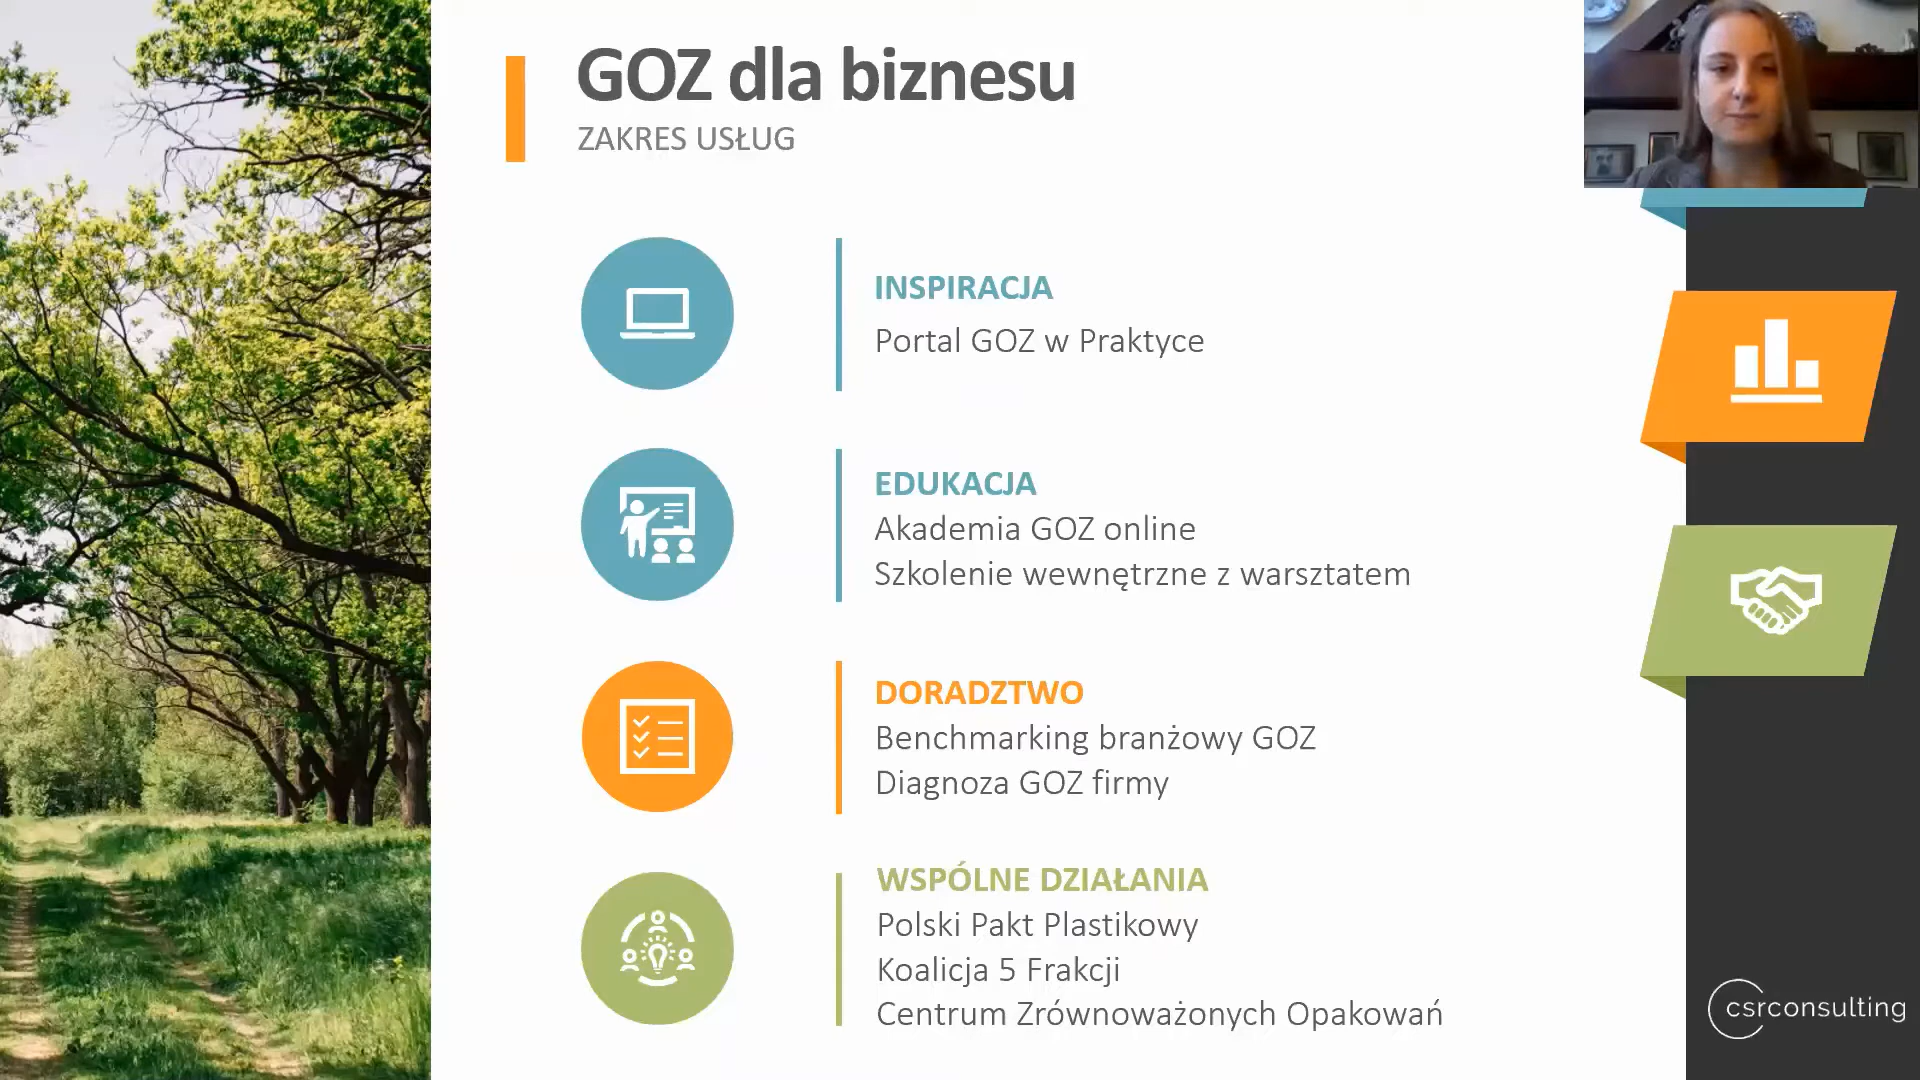 GOZ dla biznesu
ZAKRES USŁUG
INSPIRACJA
Portal GOZ w Praktyce
EDUKACJA
Akademia GOZ online
Szkolenie wewnętrzne z warsztatem
DORADZTWO
Benchmarking branżowy GOZ
Diagnoza GOZ firmy
WSPÓLNE DZIAŁANIA
Polski Pakt Plastikowy
Koalicja 5 Frakcji
Centrum Zrównoważonych Opakowań
csrconsulting